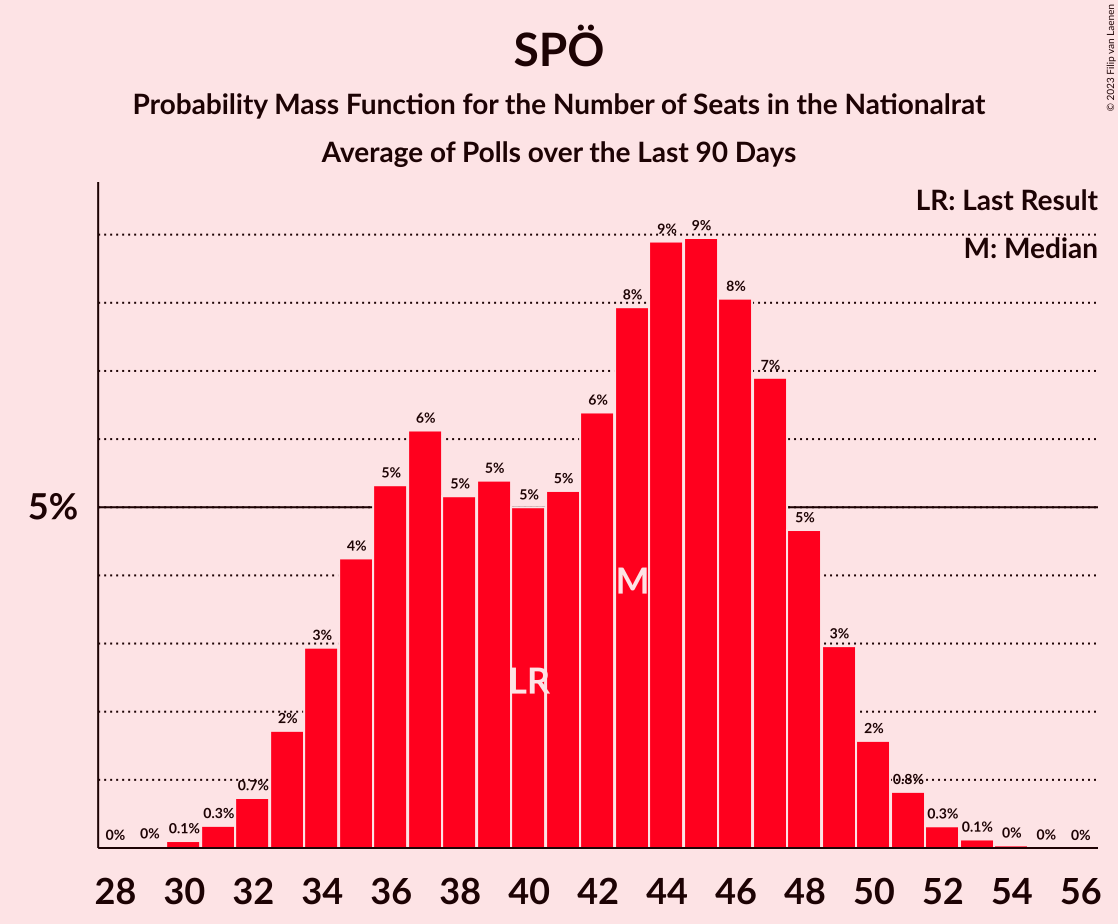 SPÖ
Probability Mass Function for the Number of Seats in the Nationalrat
Average of Polls over the Last 90 Days
© 2023 Filip van Laenen
LR: Last Result
M: Median
5%
0% 0% 0.1% 0.3% 0.7% 2% 3% 4% 5% 6% 5% 5% 5% 5% 6% 8% 9% 9% 8% 7% 5% 3% 2% 0.8% 0.3% 0.1% 0% 0% 0%
M
LR
28 30 32 34 36 38 40 42 44 46 48 50 52 54 56